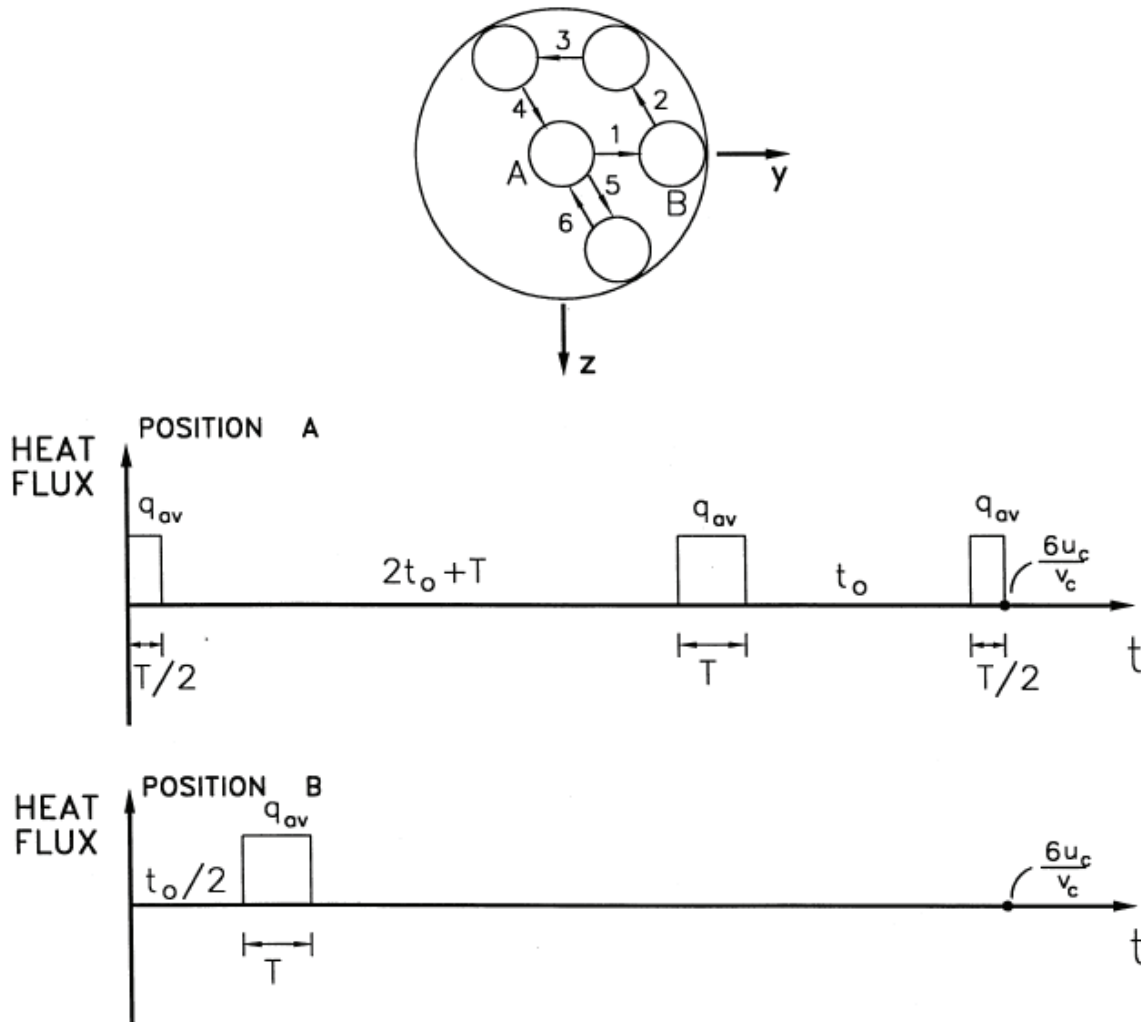 3
4
2
1
A
5
B
y
6
z
POSITION A
HEAT
FLUX
q_av
q_av
q_av
2t_o+T
t_o
6u_c/v_c
T/2
T
T/2
t
POSITION B
HEAT
FLUX
q_av
t_o/2
6u_c/v_c
T
t